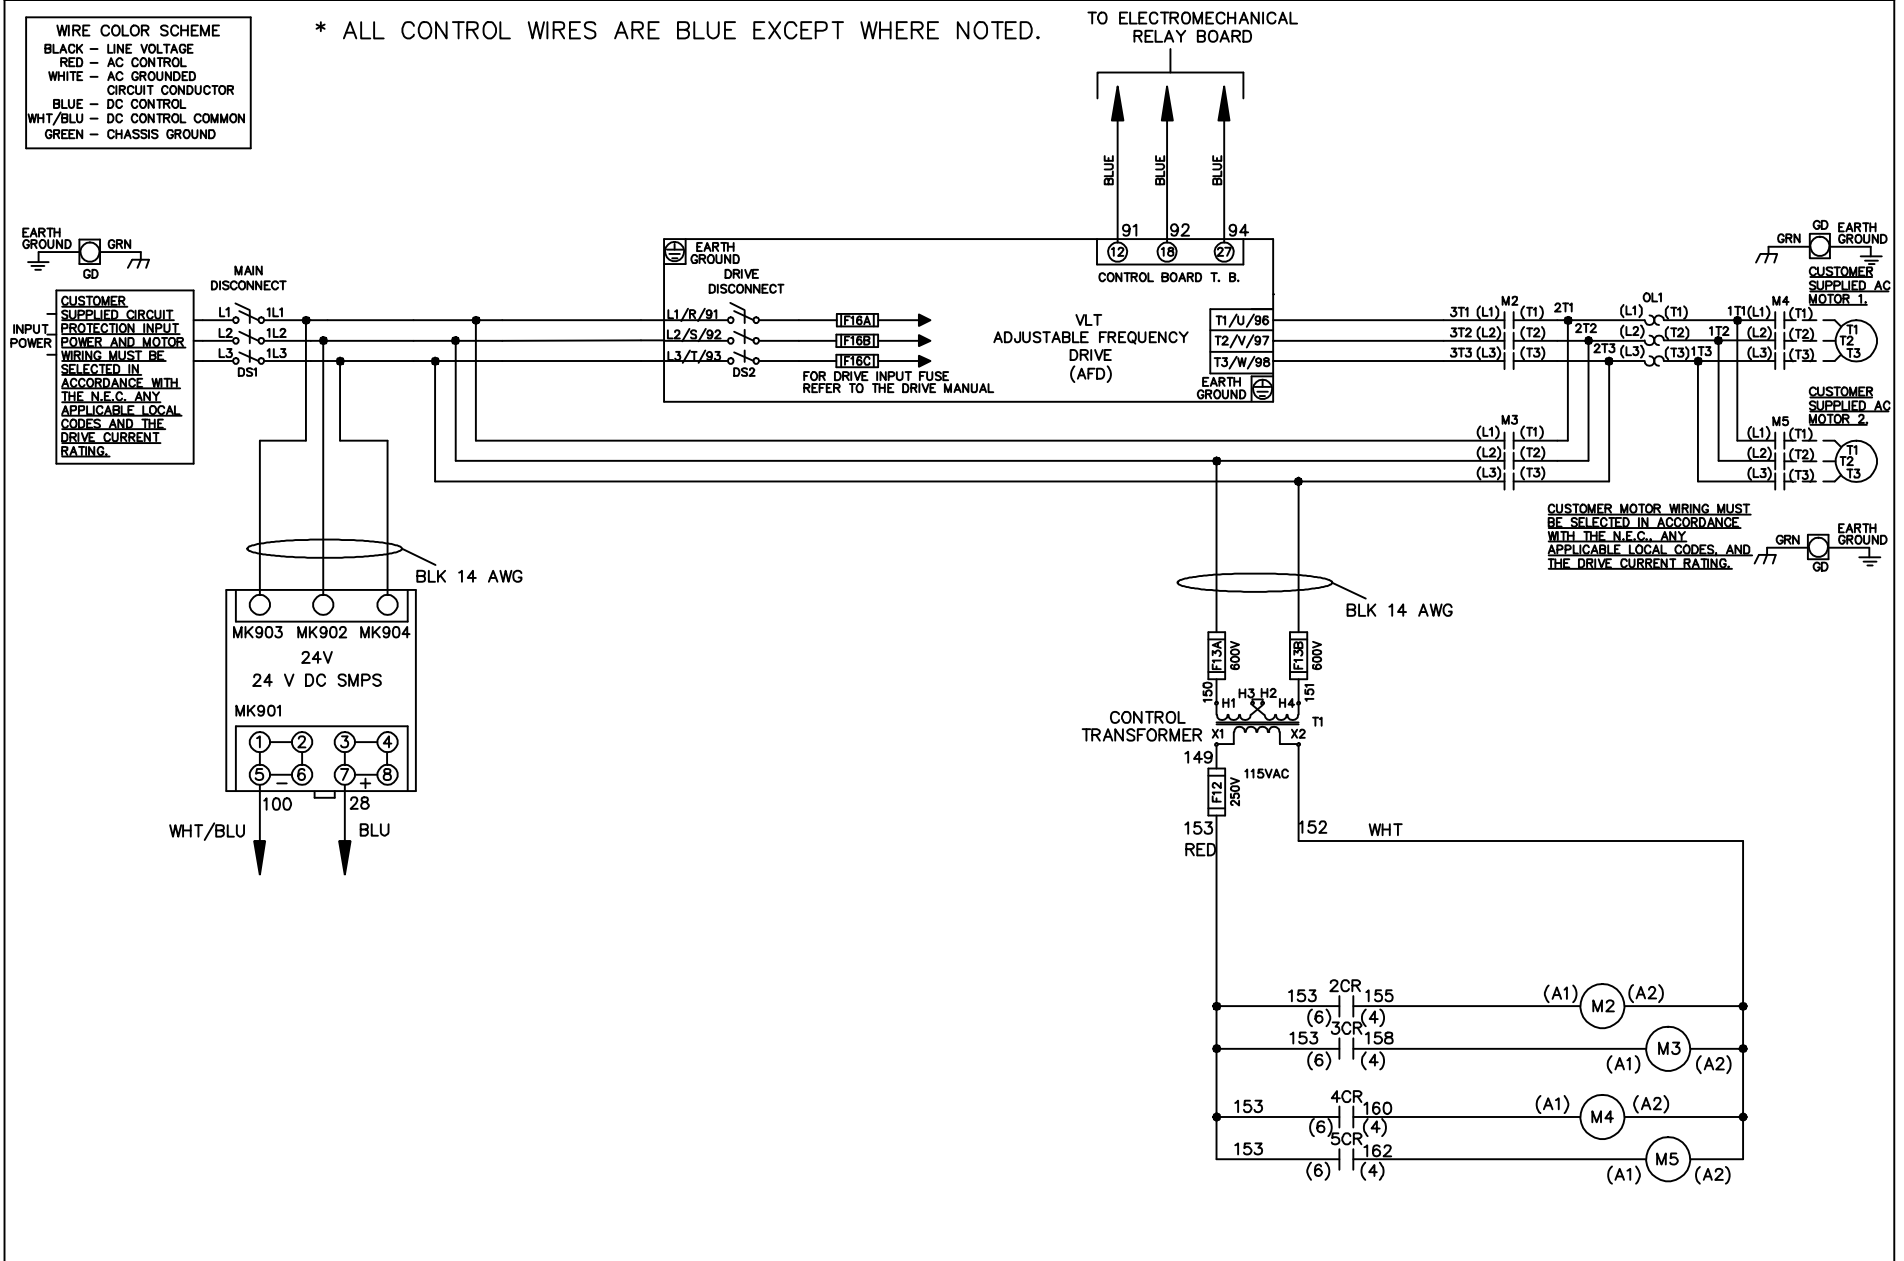 WIRE COLOR SCHEME
BLACK – LINE VOLTAGE
RED – AC CONTROL
WHITE – AC GROUNDED
CIRCUIT CONDUCTOR
BLUE – DC CONTROL
WHT/BLU – DC CONTROL COMMON
GREEN – CHASSIS GROUND
* ALL CONTROL WIRES ARE BLUE EXCEPT WHERE NOTED.
TO ELECTROMECHANICAL
RELAY BOARD
BLUE
BLUE
BLUE
91 92 94
12 18 27
CONTROL BOARD T. B.
EARTH
GROUND
GRN
GD
INPUT
POWER
CUSTOMER
SUPPLIED CIRCUIT
PROTECTION INPUT
POWER AND MOTOR
WIRING MUST BE
SELECTED IN
ACCORDANCE WITH
THE N.E.C. ANY
APPLICABLE LOCAL
CODES AND THE
DRIVE CURRENT
RATING.
MAIN
DISCONNECT
L1 1L1
L2 1L2
L3 1L3
DS1
EARTH
GROUND
DRIVE
DISCONNECT
L1/R/91
L2/S/92
L3/T/93
DS2
IF16A
IF16B
IF16C
FOR DRIVE INPUT FUSE
REFER TO THE DRIVE MANUAL
VLT
ADJUSTABLE FREQUENCY
DRIVE
(AFD)
T1/U/96
T2/V/97
T3/W/98
EARTH
GROUND
M2
3T1 (L1) (T1) 2T1
3T2 (L2) (T2) 2T2
3T3 (L3) (T3) 2T3
OL1
(L1) (T1) 1T1
(L2) (T2) 1T2
(L3) (T3) 1T3
M4
(L1) (T1)
(L2) (T2)
(L3) (T3)
T1
T2
T3
GRN
GD
EARTH
GROUND
CUSTOMER
SUPPLIED AC
MOTOR 1.
M3
(L1) (T1)
(L2) (T2)
(L3) (T3)
M5
(L1) (T1)
(L2) (T2)
(L3) (T3)
T1
T2
T3
CUSTOMER
SUPPLIED AC
MOTOR 2.
CUSTOMER MOTOR WIRING MUST
BE SELECTED IN ACCORDANCE
WITH THE N.E.C., ANY
APPLICABLE LOCAL CODES, AND
THE DRIVE CURRENT RATING.
GRN
GD
EARTH
GROUND
BLK 14 AWG
MK903 MK902 MK904
24V
24 V DC SMPS
MK901
1 2 3 4
5 – 6 7 + 8
100 28
WHT/BLU BLU
BLK 14 AWG
F13A
600V
F13B
600V
150 H1 H3 H2 H4 151
CONTROL
TRANSFORMER
X1 X2 T1
149
115VAC
F12
250V
153
RED
152 WHT
153 2CR 155 (A1) M2 (A2)
(6) (4)
153 3CR 158 (A1) M3 (A2)
(6) (4)
153 4CR 160 (A1) M4 (A2)
(6) (4)
153 5CR 162 (A1) M5 (A2)
(6) (4)